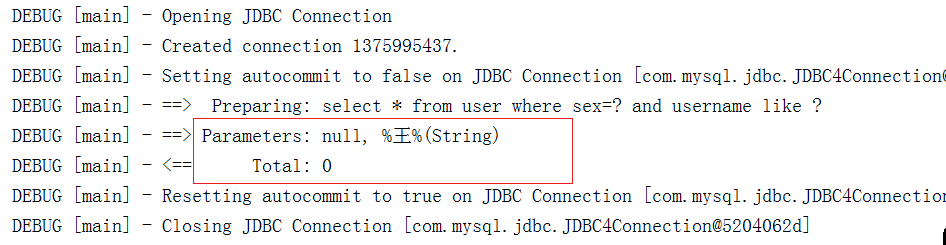 DEBUG [main] - Opening JDBC Connection
DEBUG [main] - Created connection 1375995437.
DEBUG [main] - Setting autocommit to false on JDBC Connection [com.mysql.jdbc.JDBC4Connection@
DEBUG [main] - ==>  Preparing: select * from user where sex=? and username like ?
DEBUG [main] - ==> Parameters: null, %王%(String)
DEBUG [main] - <==      Total: 0
DEBUG [main] - Resetting autocommit to true on JDBC Connection [com.mysql.jdbc.JDBC4Connection
DEBUG [main] - Closing JDBC Connection [com.mysql.jdbc.JDBC4Connection@5204062d]